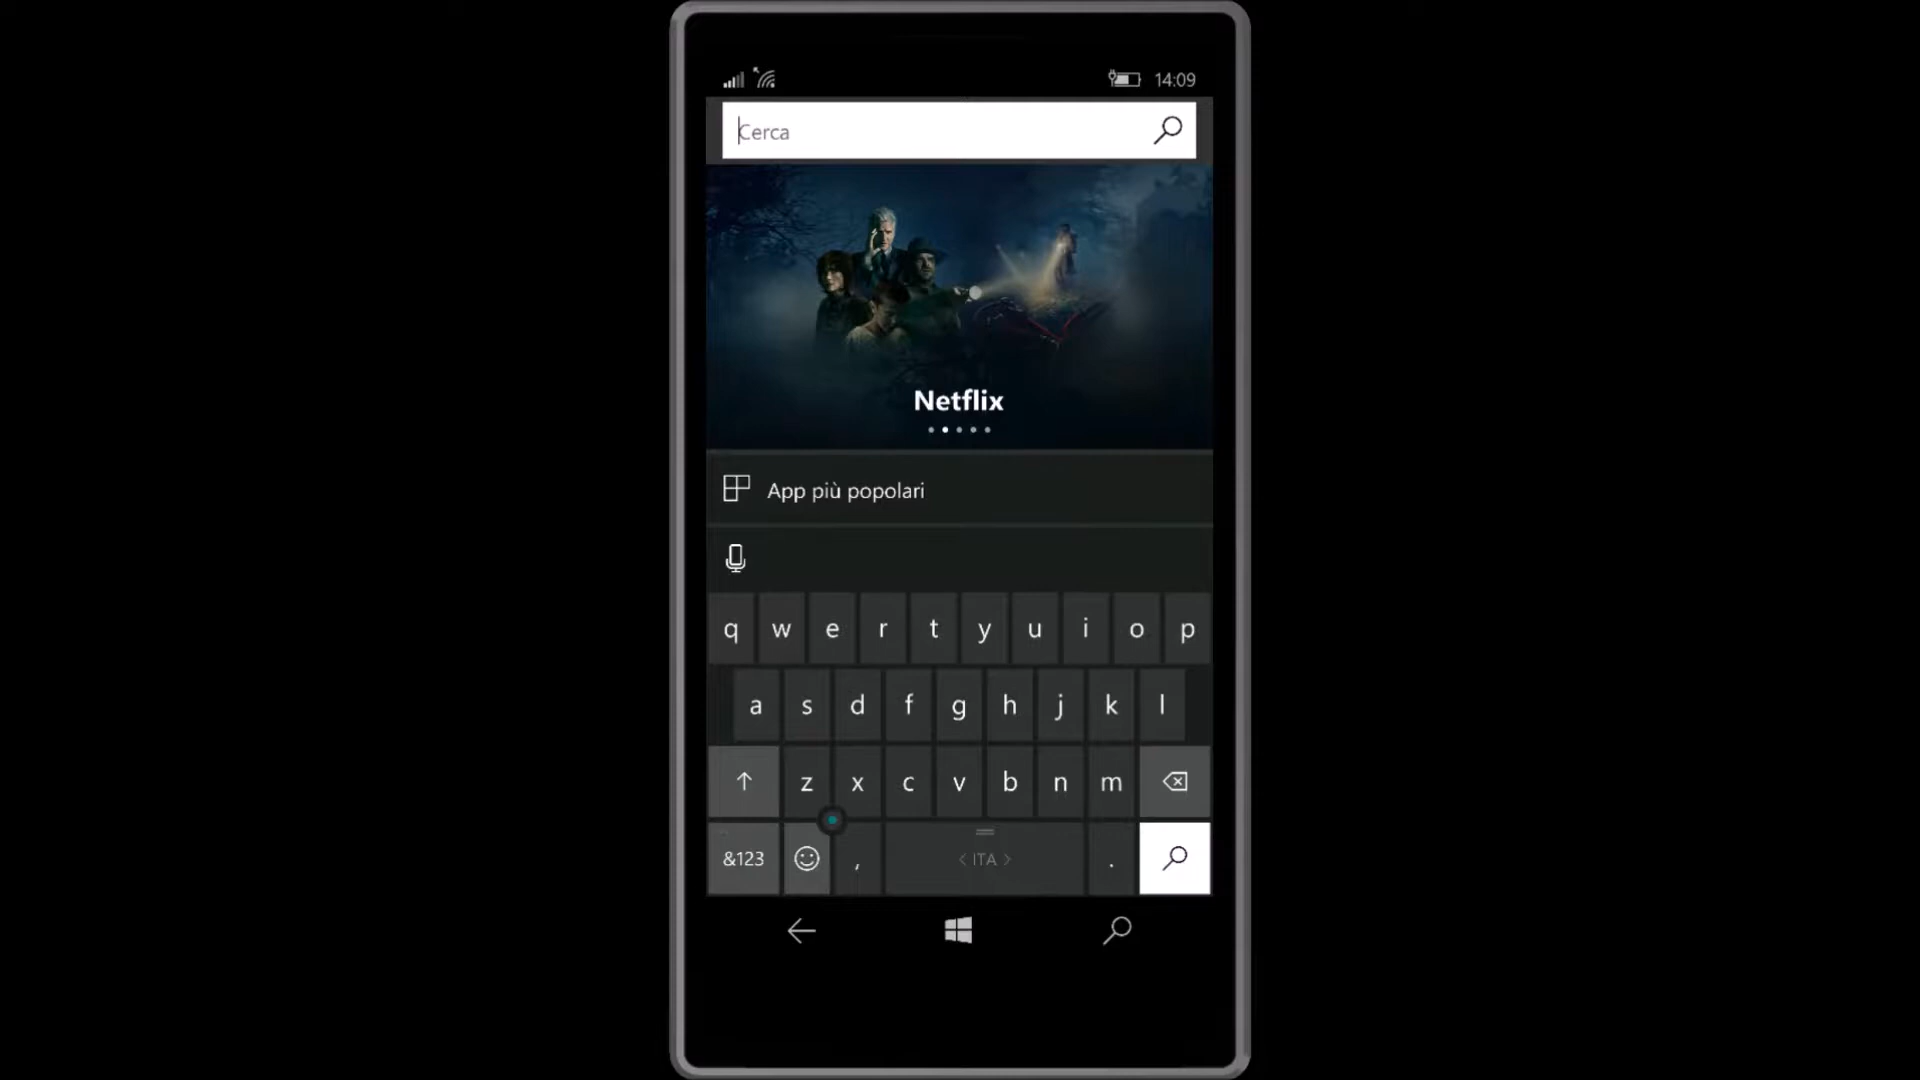 14:09
Cerca
Netflix
App più popolari
q w e r t y u i o p
a s d f g h j k l
z x c v b n m
&123 , < ITA > .